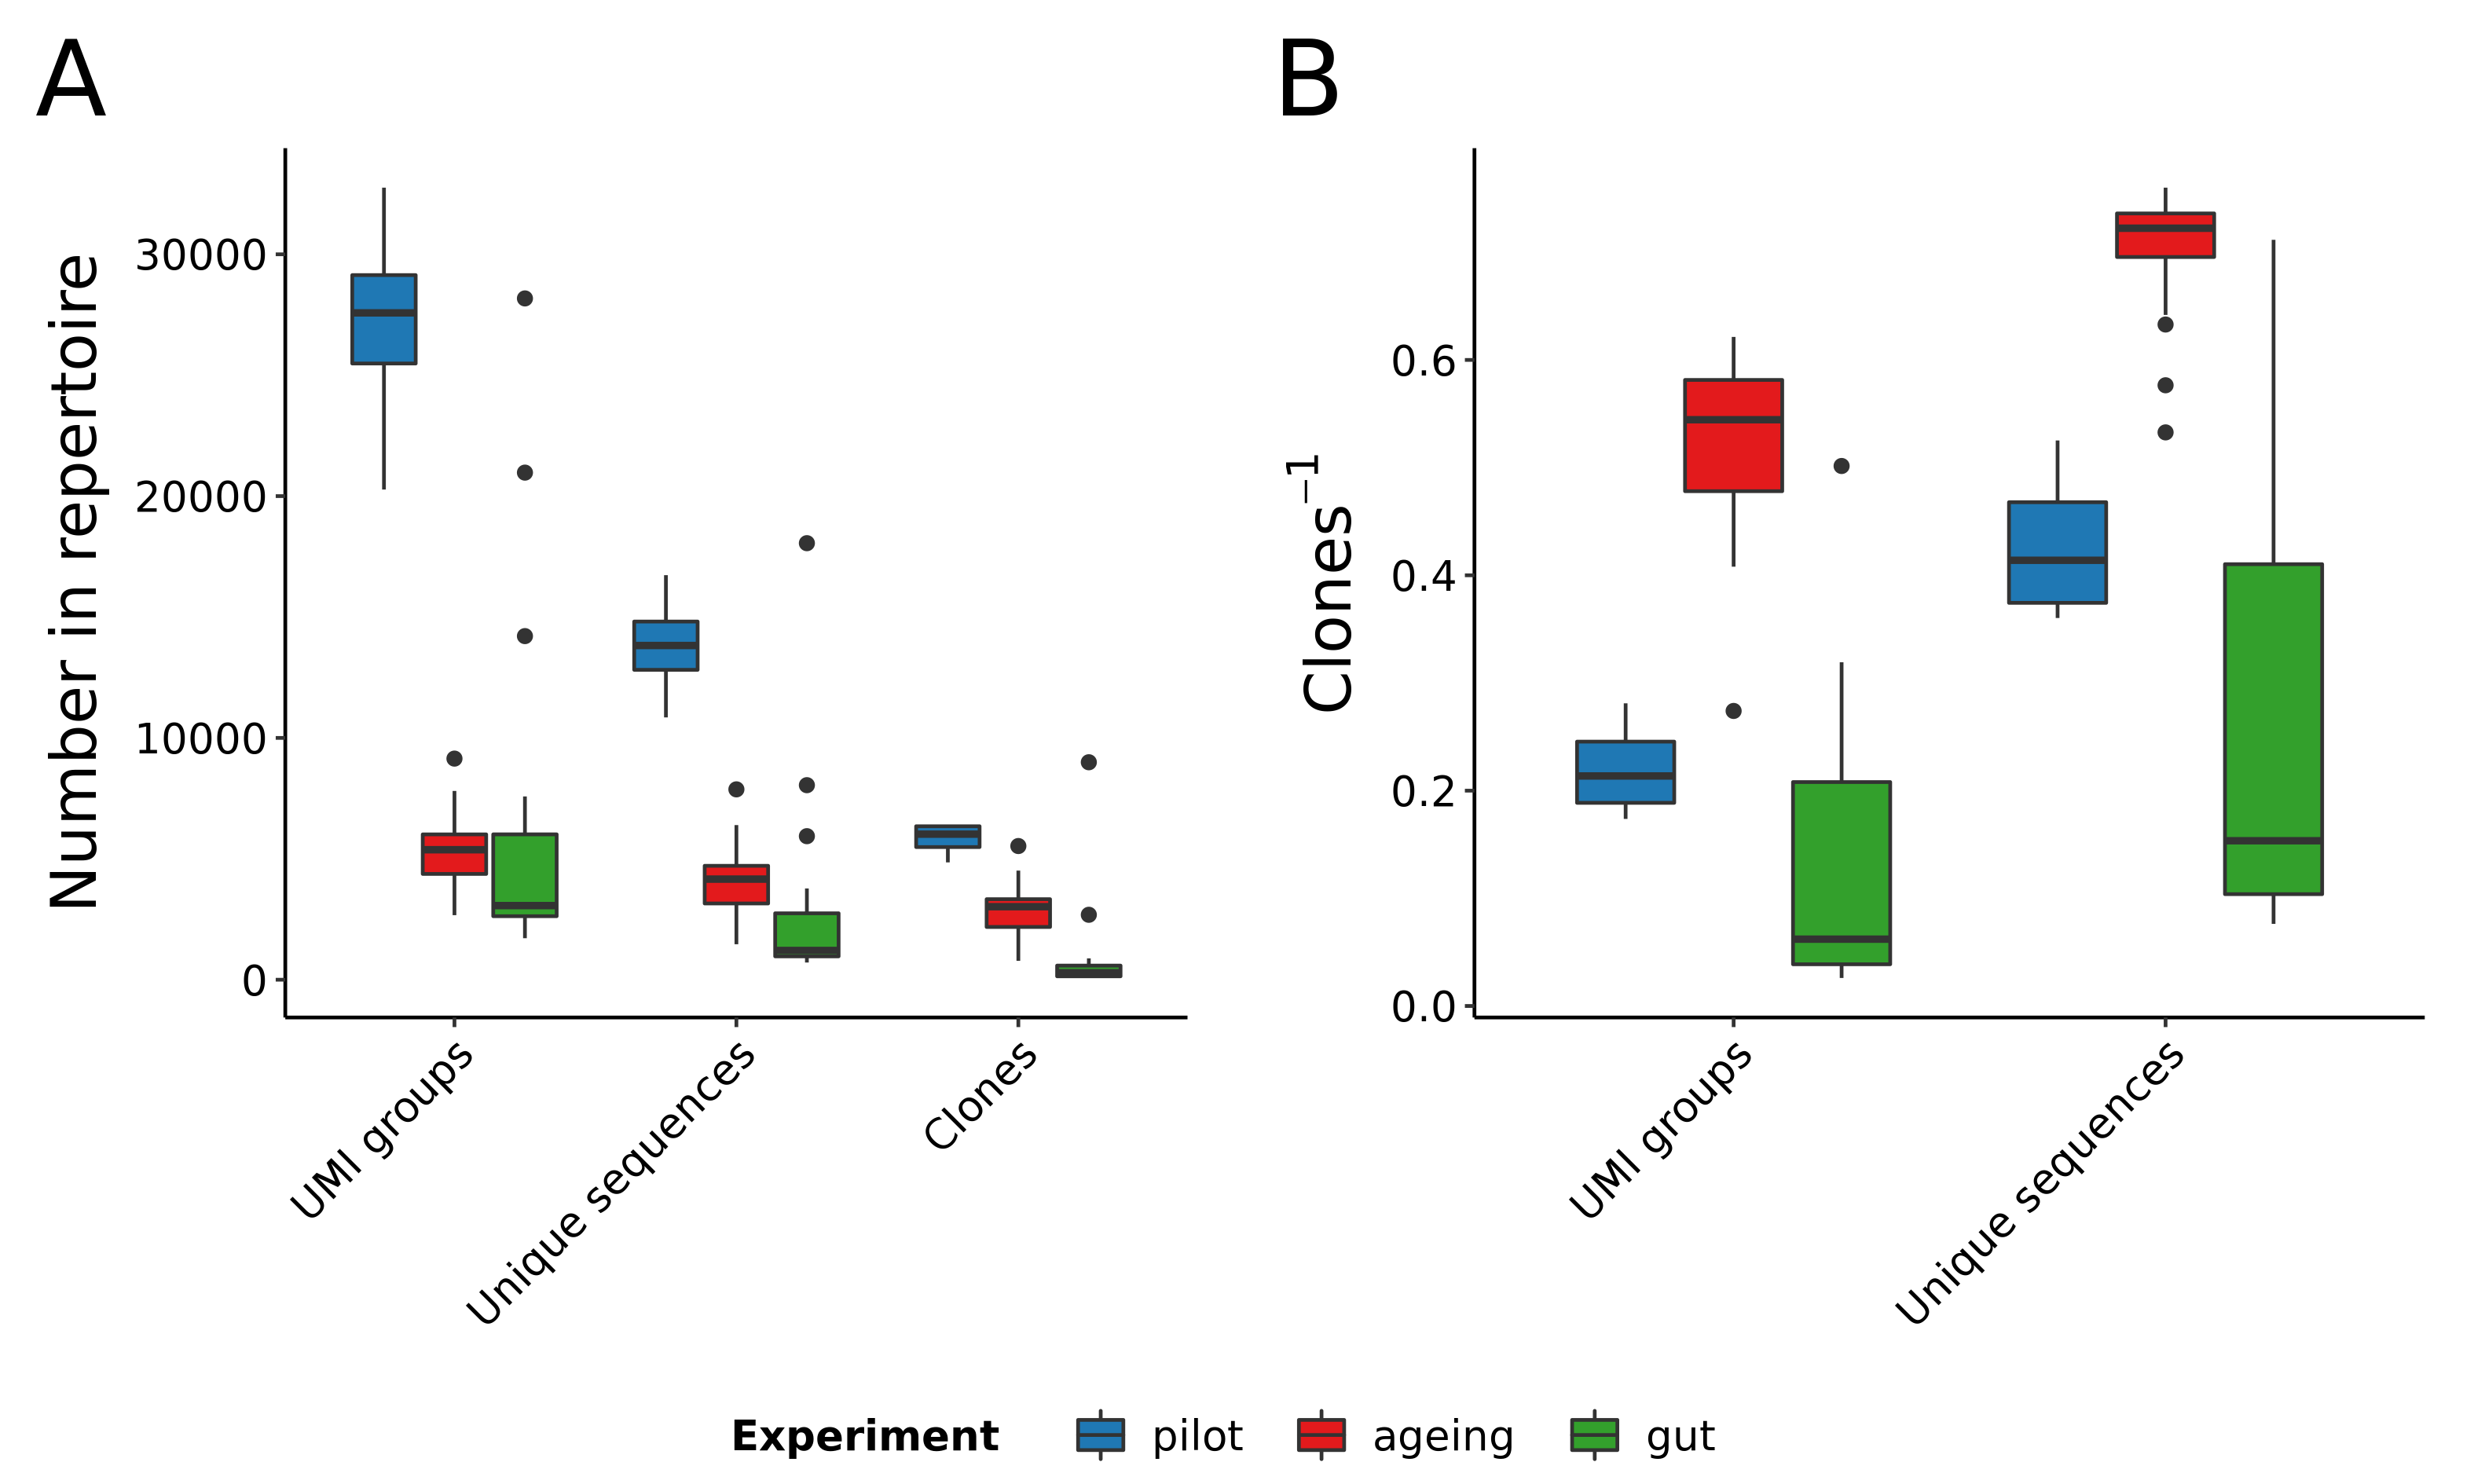 A
B
Number in repertoire
30000
20000
10000
0
UMI groups
Unique sequences
Clones
Clones⁻¹
0.6
0.4
0.2
0.0
UMI groups
Unique sequences
Experiment pilot ageing gut